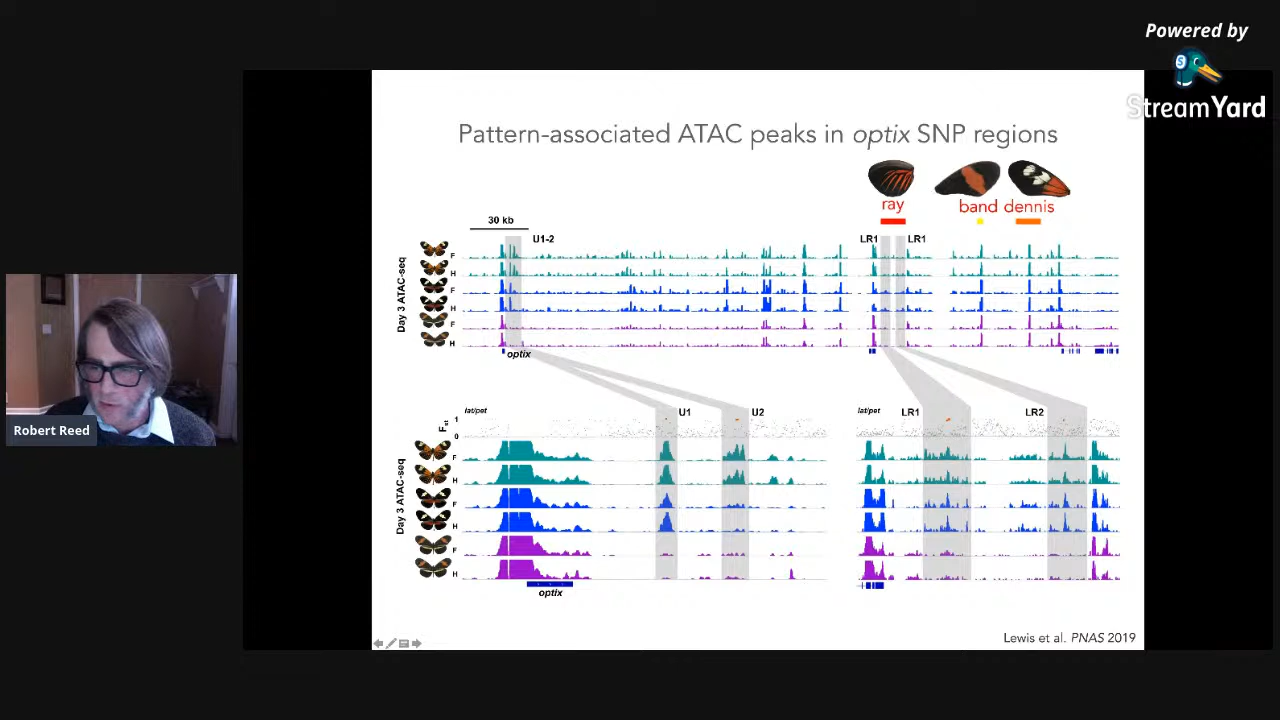 Powered by
StreamYard
Pattern-associated ATAC peaks in optix SNP regions
ray
band dennis
30 kb
U1-2
LR1
LR1
Day 3 ATAC-seq
F
H
F
H
F
H
optix
lat/pet
U1
U2
lat/pet
LR1
LR2
Fst
1
0
Day 3 ATAC-seq
F
H
F
H
F
H
optix
Lewis et al. PNAS 2019
Robert Reed